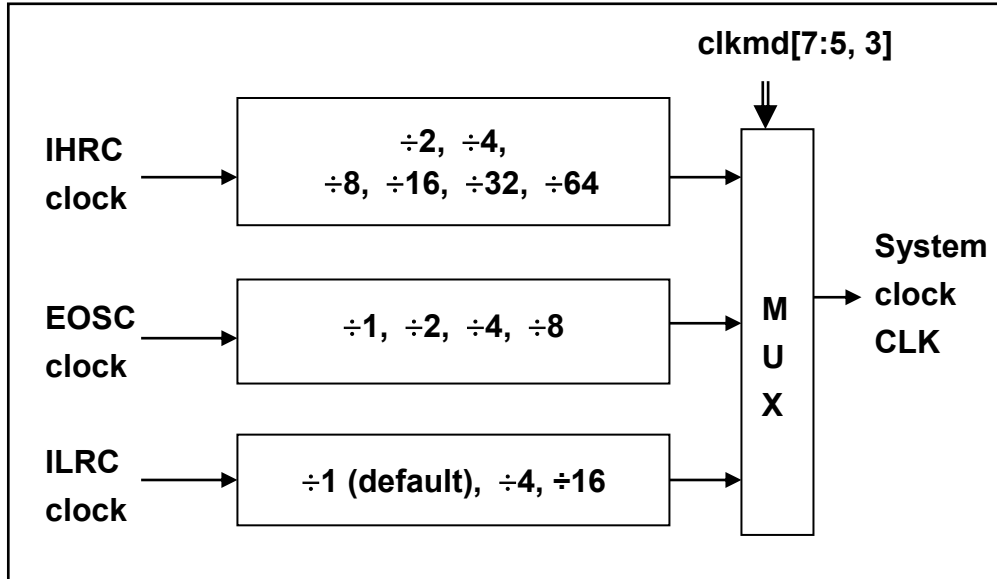 clkmd[7:5, 3]
IHRC
clock
÷2, ÷4,
÷8, ÷16, ÷32, ÷64
EOSC
clock
÷1, ÷2, ÷4, ÷8
ILRC
clock
÷1 (default), ÷4, ÷16
M
U
X
System
clock
CLK